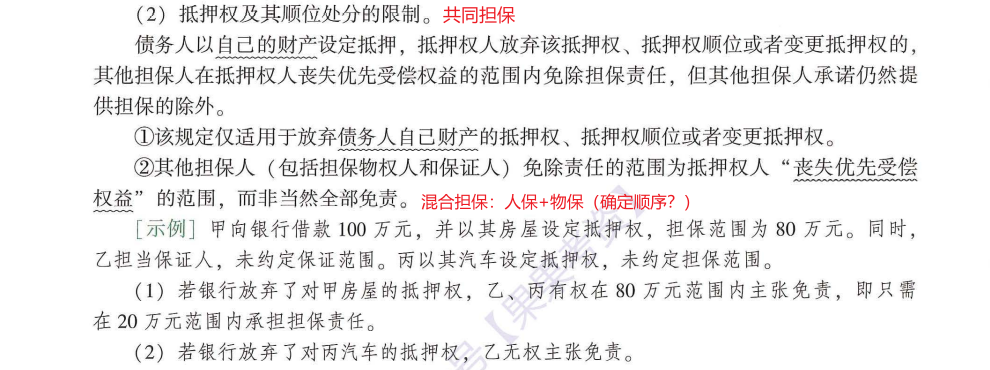 （2）抵押权及其顺位处分的限制。共同担保
债务人以自己的财产设定抵押，抵押权人放弃该抵押权、抵押权顺位或者变更抵押权的，
其他担保人在抵押权人丧失优先受偿权益的范围内免除担保责任，但其他担保人承诺仍然提
供担保的除外。
①该规定仅适用于放弃债务人自己财产的抵押权、抵押权顺位或者变更抵押权。
②其他担保人（包括担保物权人和保证人）免除责任的范围为抵押权人“丧失优先受偿
权益”的范围，而非当然全部免责。混合担保：人保+物保（确定顺序？）
［示例］甲向银行借款 100 万元，并以其房屋设定抵押权，担保范围为 80 万元。同时，
乙担当保证人，未约定保证范围。丙以其汽车设定抵押权，未约定担保范围。
（1）若银行放弃了对甲房屋的抵押权，乙、丙有权在 80 万元范围内主张免责，即只需
在 20 万元范围内承担担保责任。
（2）若银行放弃了对丙汽车的抵押权，乙无权主张免责。
号【果果考资】